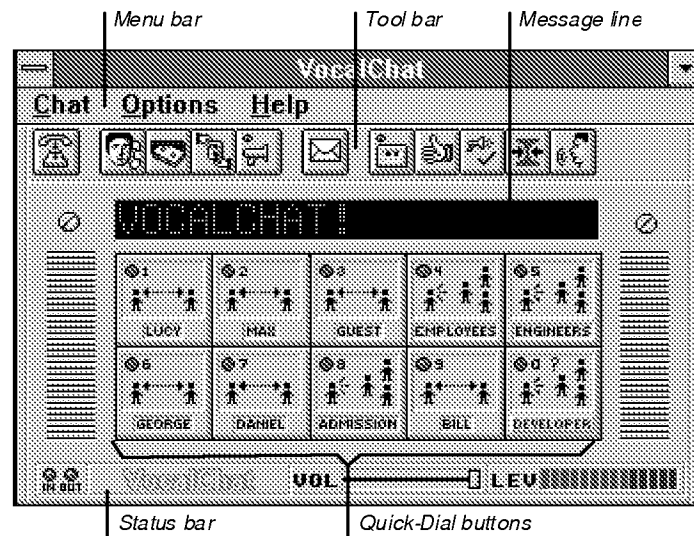 Menu bar Tool bar Message line
VocalChat
Chat Options Help
VOCALCHAT!
1 2 3 4 5
LUCY MAX GUEST EMPLOYEES ENGINEERS
6 7 8 9 0 ?
GEORGE DANIEL ADMISSION BILL DEVELOPER
IN OUT VOL LEV
Status bar Quick-Dial buttons